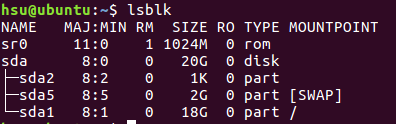 hsu@ubuntu:~$ lsblk
NAME   MAJ:MIN RM  SIZE RO TYPE MOUNTPOINT
sr0     11:0    1 1024M  0 rom
sda      8:0    0   20G  0 disk
├─sda2   8:2    0    1K  0 part
├─sda5   8:5    0    2G  0 part [SWAP]
└─sda1   8:1    0   18G  0 part /